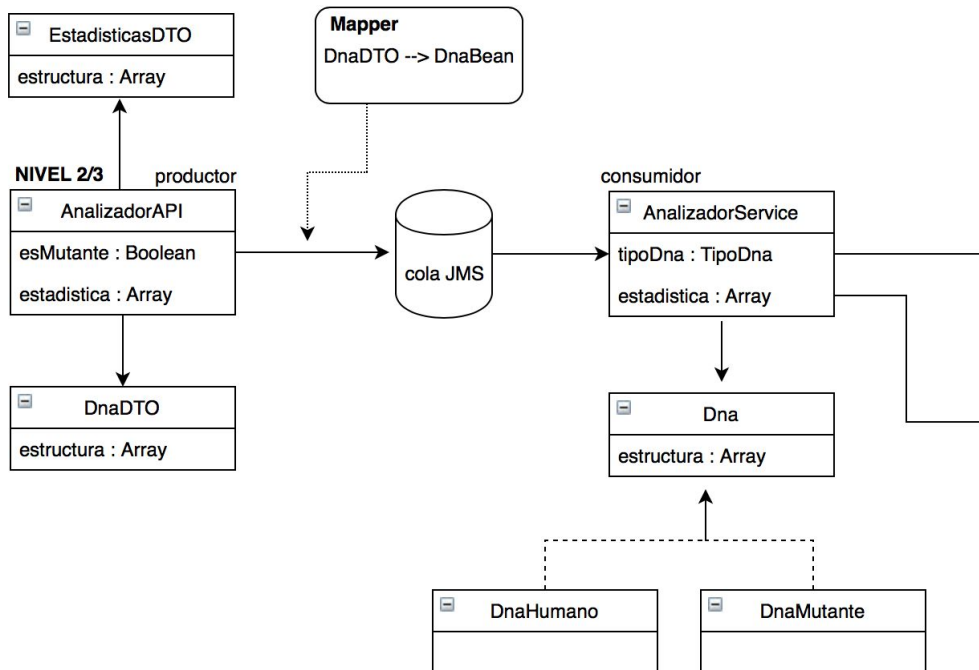 EstadisticasDTO
estructura : Array
Mapper
DnaDTO --> DnaBean
NIVEL 2/3
productor
AnalizadorAPI
esMutante : Boolean
estadistica : Array
cola JMS
consumidor
AnalizadorService
tipoDna : TipoDna
estadistica : Array
DnaDTO
estructura : Array
Dna
estructura : Array
DnaHumano
DnaMutante